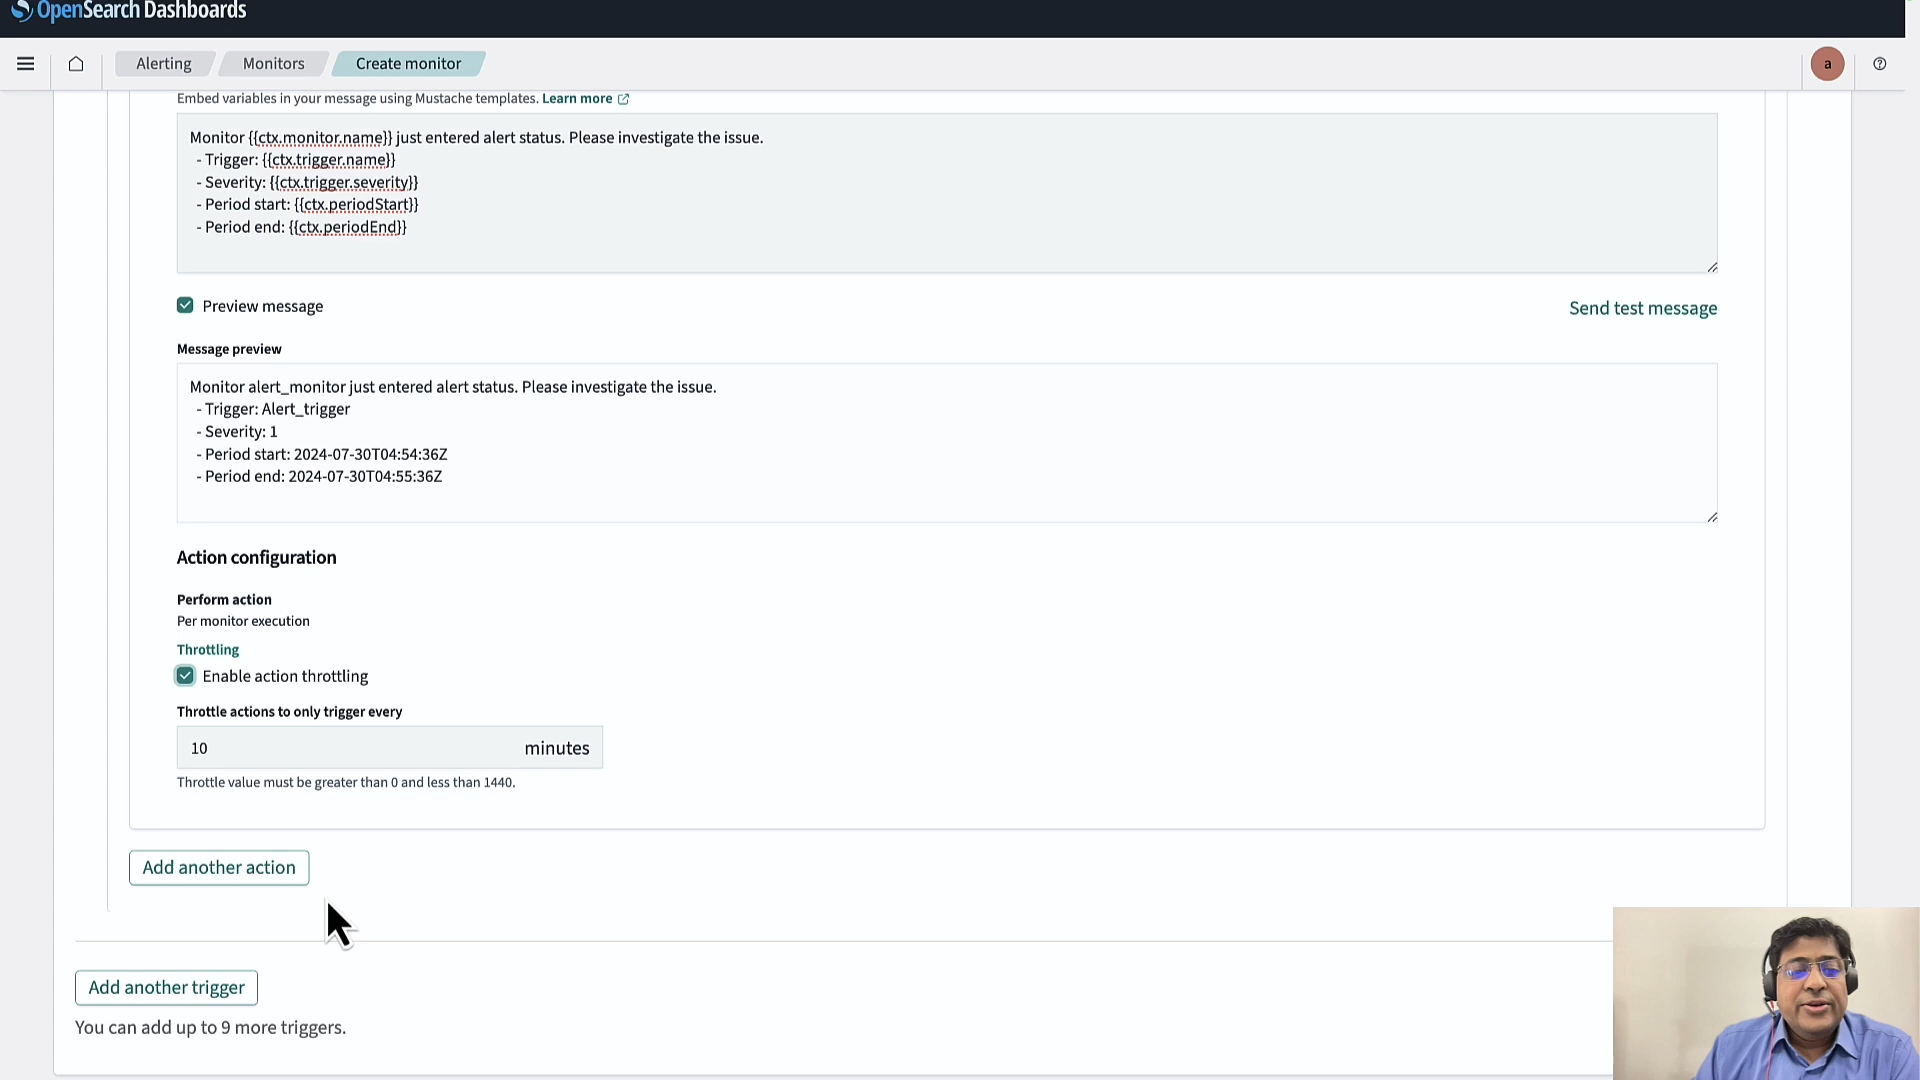 OpenSearch Dashboards
Alerting
Monitors
Create monitor
a
Embed variables in your message using Mustache templates. Learn more
Monitor {{ctx.monitor.name}} just entered alert status. Please investigate the issue.
- Trigger: {{ctx.trigger.name}}
- Severity: {{ctx.trigger.severity}}
- Period start: {{ctx.periodStart}}
- Period end: {{ctx.periodEnd}}
Preview message
Send test message
Message preview
Monitor alert_monitor just entered alert status. Please investigate the issue.
- Trigger: Alert_trigger
- Severity: 1
- Period start: 2024-07-30T04:54:36Z
- Period end: 2024-07-30T04:55:36Z
Action configuration
Perform action
Per monitor execution
Throttling
Enable action throttling
Throttle actions to only trigger every
10 minutes
Throttle value must be greater than 0 and less than 1440.
Add another action
Add another trigger
You can add up to 9 more triggers.